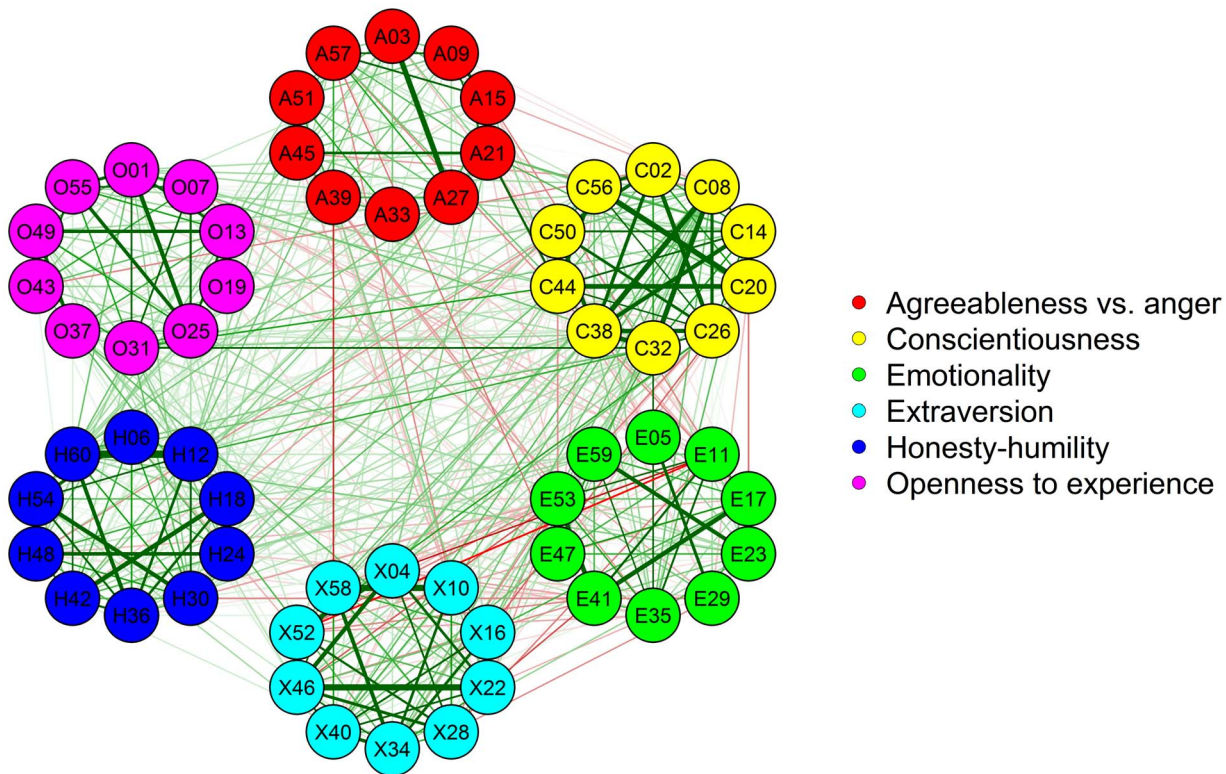 A03
A09
A15
A21
A27
A33
A39
A45
A51
A57
C02
C08
C14
C20
C26
C32
C38
C44
C50
C56
E05
E11
E17
E23
E29
E35
E41
E47
E53
E59
X04
X10
X16
X22
X28
X34
X40
X46
X52
X58
H06
H12
H18
H24
H30
H36
H42
H48
H54
H60
O01
O07
O13
O19
O25
O31
O37
O43
O49
O55
Agreeableness vs. anger
Conscientiousness
Emotionality
Extraversion
Honesty-humility
Openness to experience